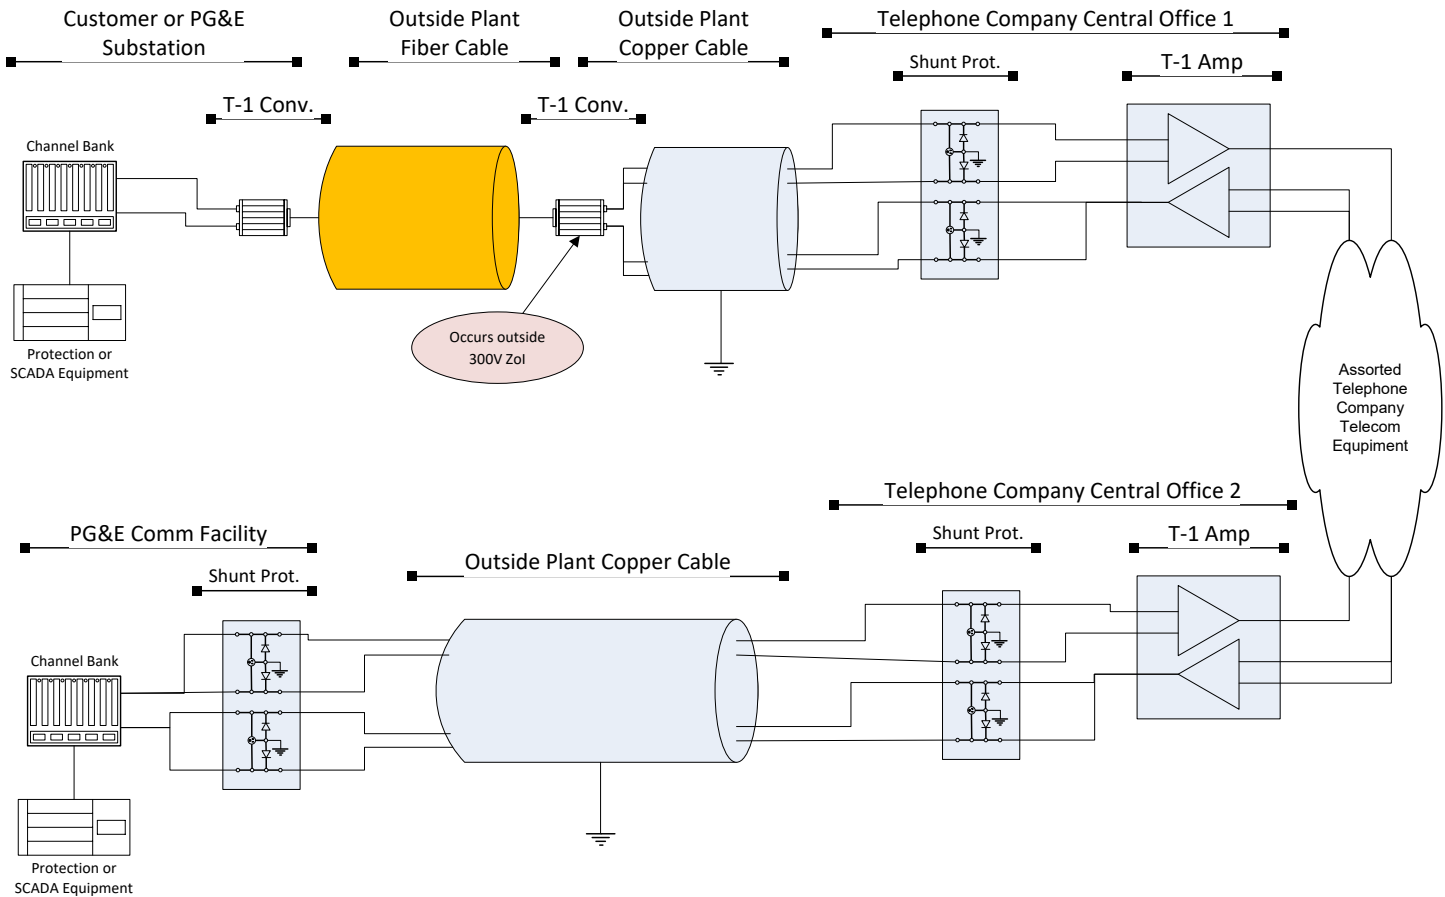 Customer or PG&E
Substation
Outside Plant
Fiber Cable
Outside Plant
Copper Cable
Telephone Company Central Office 1
Shunt Prot.
T-1 Amp
T-1 Conv.
T-1 Conv.
Channel Bank
Protection or
SCADA Equipment
Occurs outside
300V ZoI
Assorted
Telephone
Company
Telecom
Equpiment
Telephone Company Central Office 2
PG&E Comm Facility
Shunt Prot.
T-1 Amp
Outside Plant Copper Cable
Shunt Prot.
Channel Bank
Protection or
SCADA Equipment